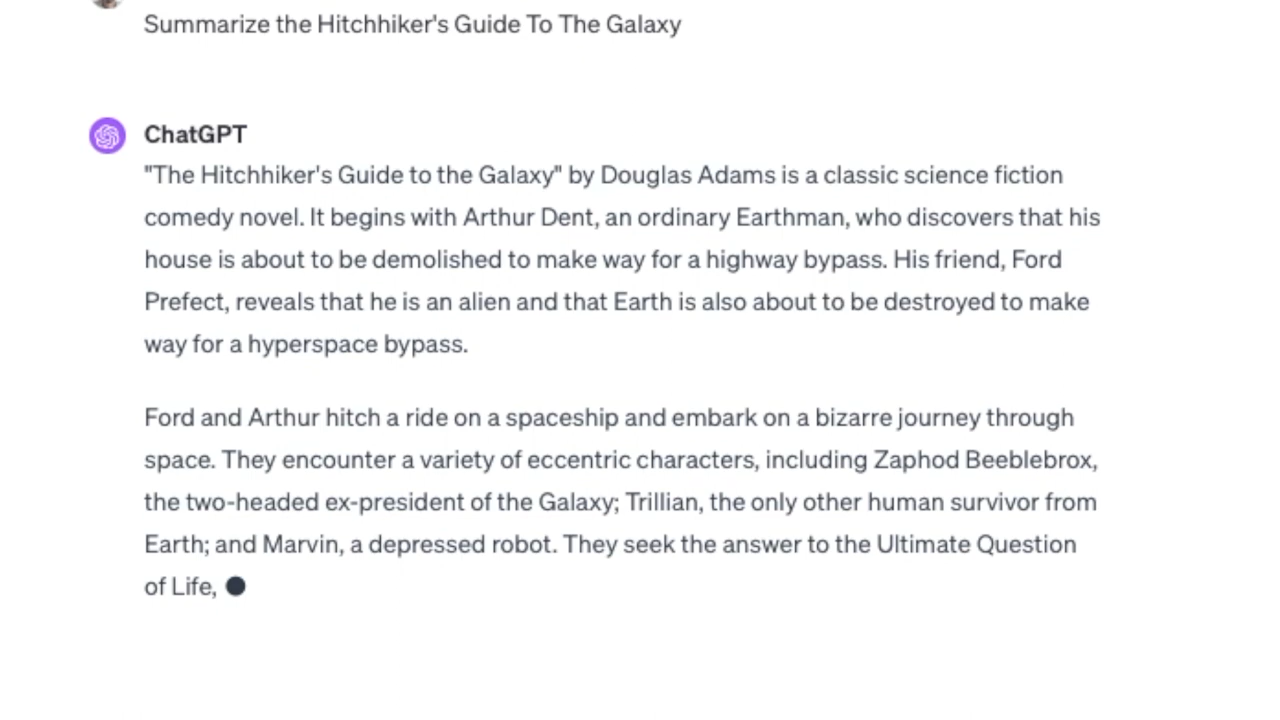 Summarize the Hitchhiker's Guide To The Galaxy
ChatGPT
"The Hitchhiker's Guide to the Galaxy" by Douglas Adams is a classic science fiction
comedy novel. It begins with Arthur Dent, an ordinary Earthman, who discovers that his
house is about to be demolished to make way for a highway bypass. His friend, Ford
Prefect, reveals that he is an alien and that Earth is also about to be destroyed to make
way for a hyperspace bypass.
Ford and Arthur hitch a ride on a spaceship and embark on a bizarre journey through
space. They encounter a variety of eccentric characters, including Zaphod Beeblebrox,
the two-headed ex-president of the Galaxy; Trillian, the only other human survivor from
Earth; and Marvin, a depressed robot. They seek the answer to the Ultimate Question
of Life,